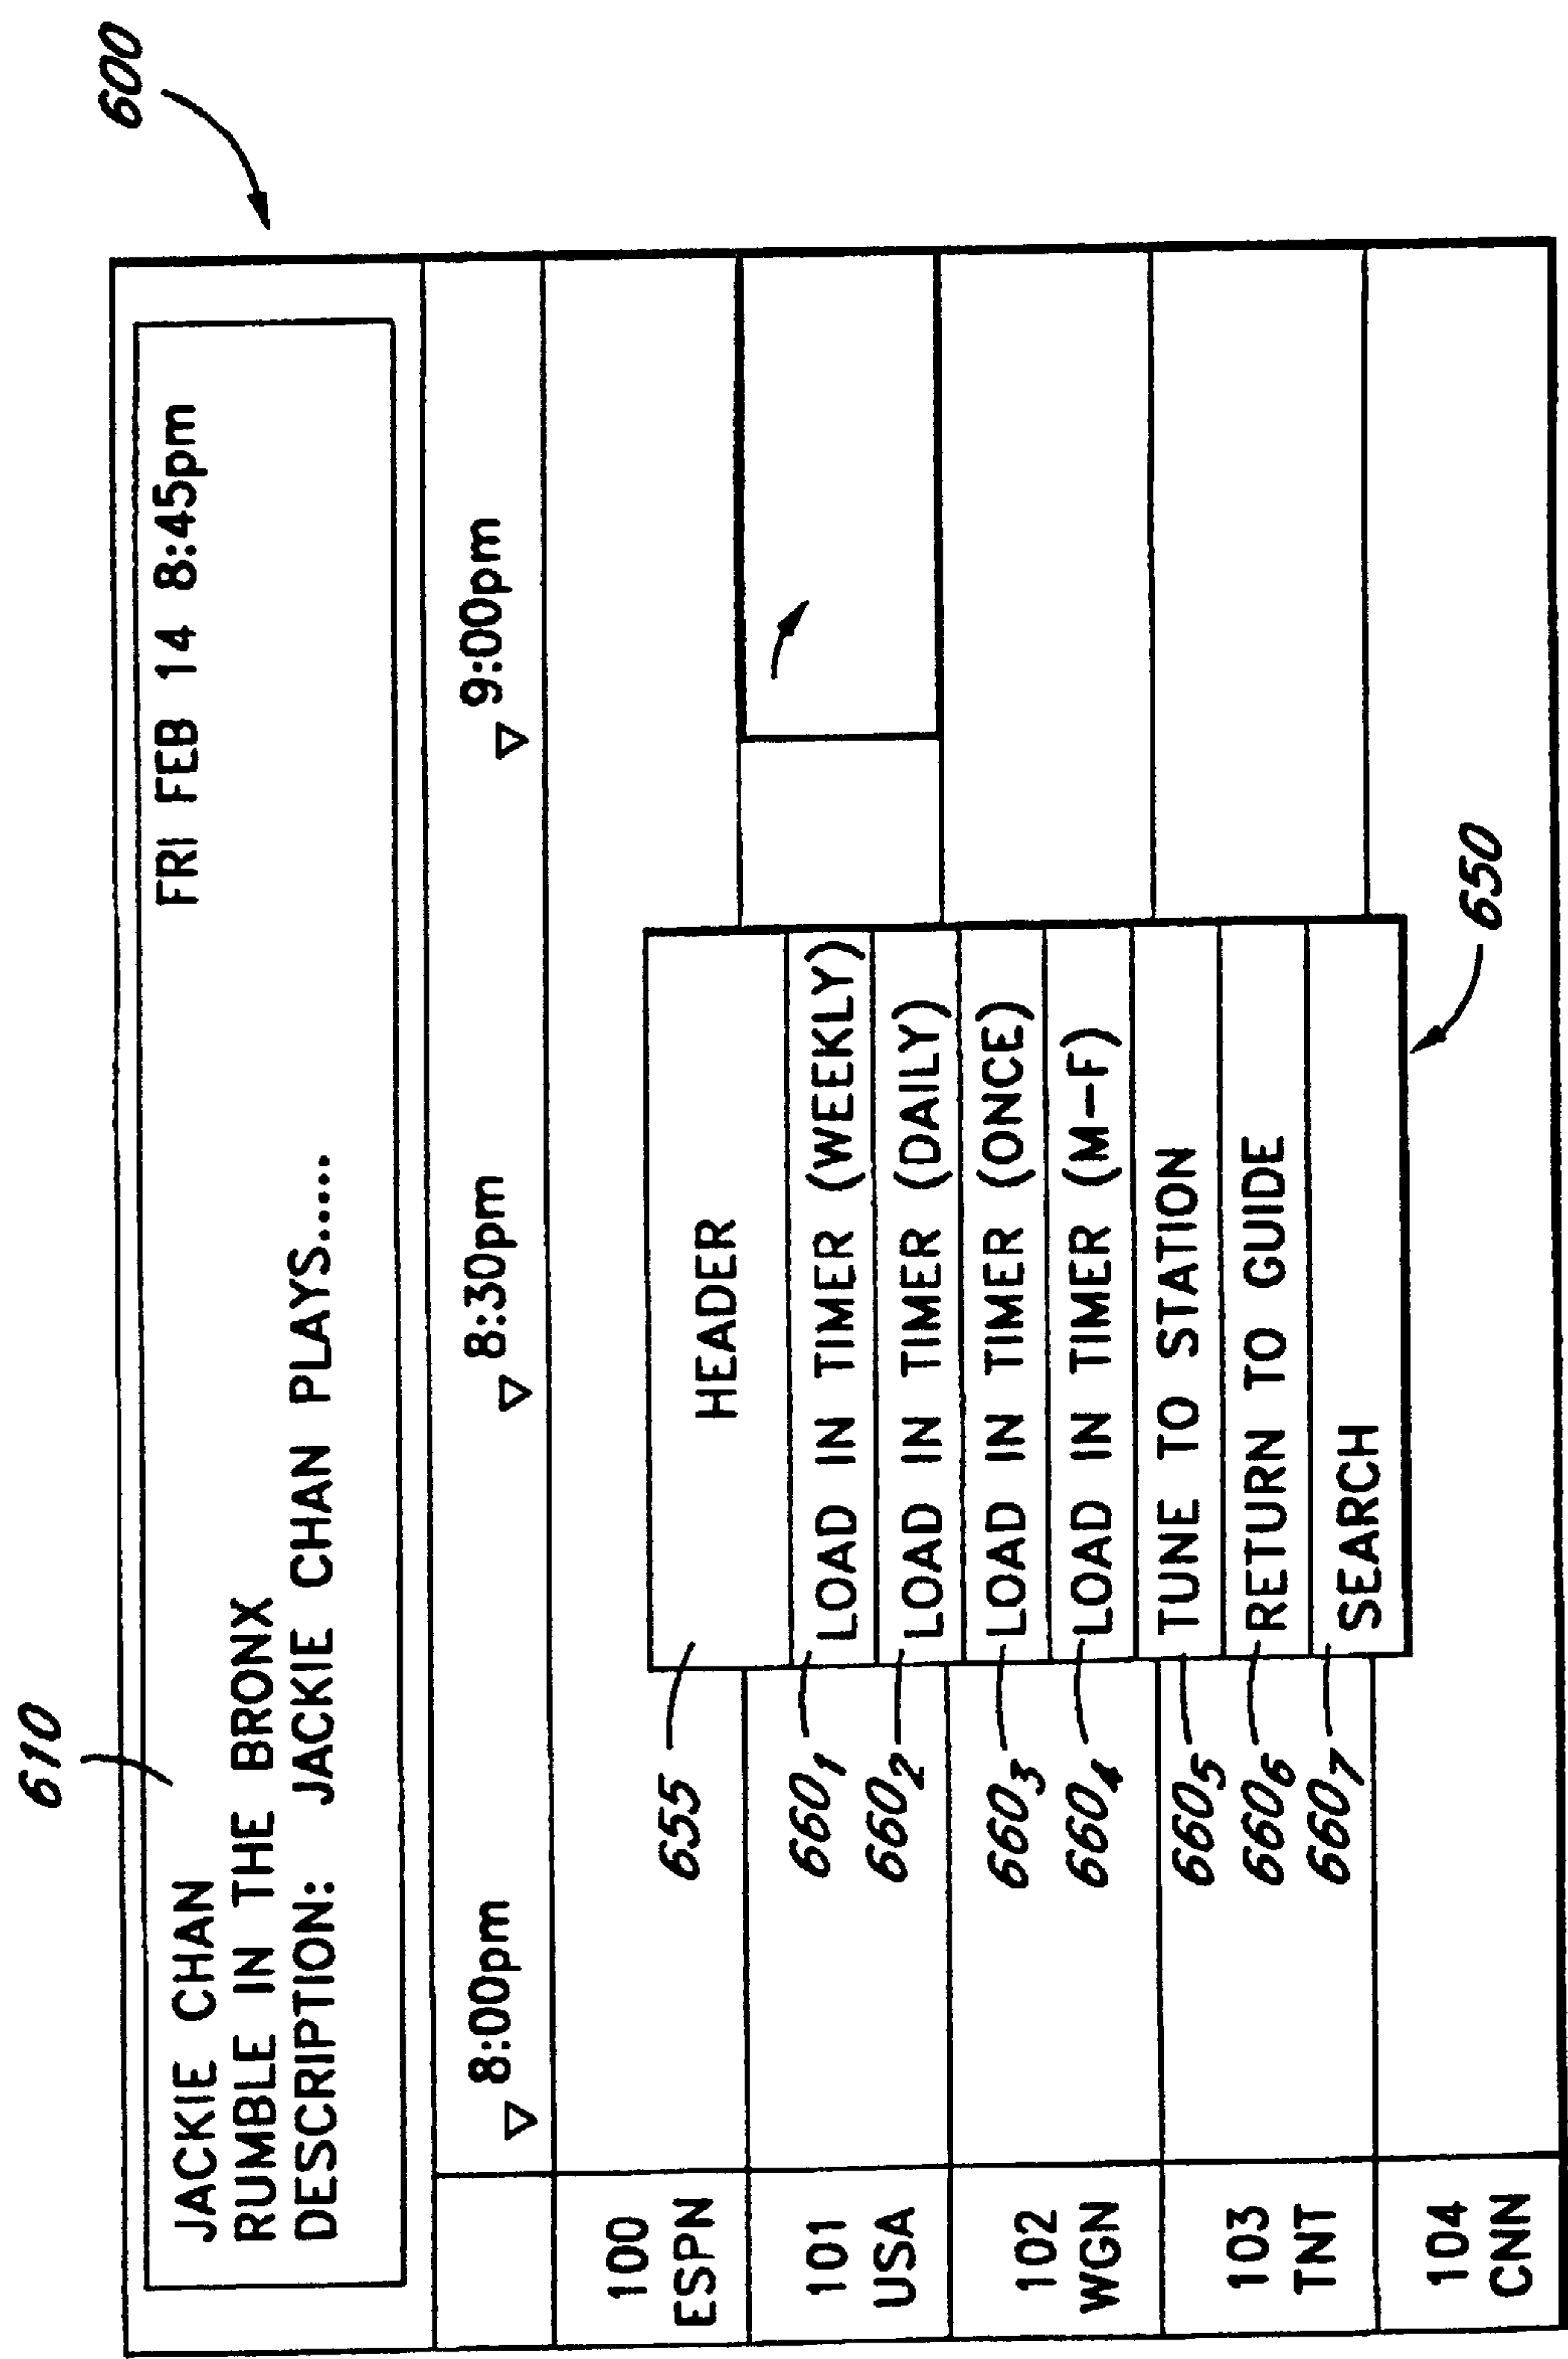 600
610
JACKIE CHAN
FRI FEB 14 8:45pm
RUMBLE IN THE BRONX
DESCRIPTION: JACKIE CHAN PLAYS.....
▽ 8:00pm
▽ 8:30pm
▽ 9:00pm
100
ESPN
101
USA
102
WGN
103
TNT
104
CNN
655
HEADER
660₁ LOAD IN TIMER (WEEKLY)
660₂ LOAD IN TIMER (DAILY)
660₃ LOAD IN TIMER (ONCE)
660₄ LOAD IN TIMER (M-F)
660₅ TUNE TO STATION
660₆ RETURN TO GUIDE
660₇ SEARCH
650